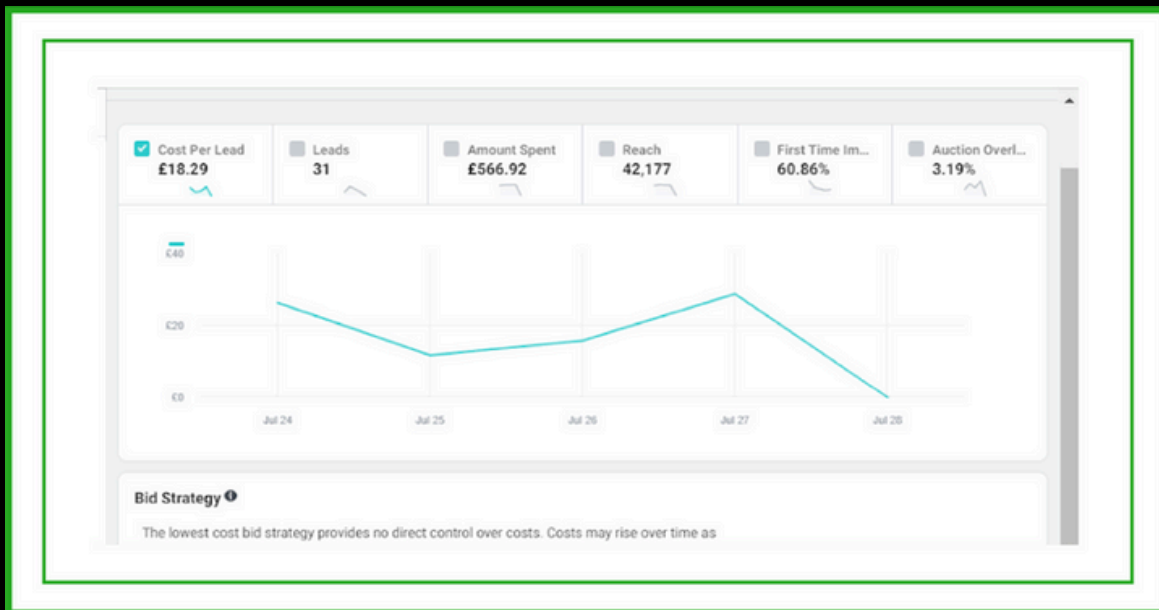 Cost Per Lead
£18.29
Leads
31
Amount Spent
£566.92
Reach
42,177
First Time Im...
60.86%
Auction Overl...
3.19%
£40
£20
£0
Jul 24
Jul 25
Jul 26
Jul 27
Jul 28
Bid Strategy
The lowest cost bid strategy provides no direct control over costs. Costs may rise over time as